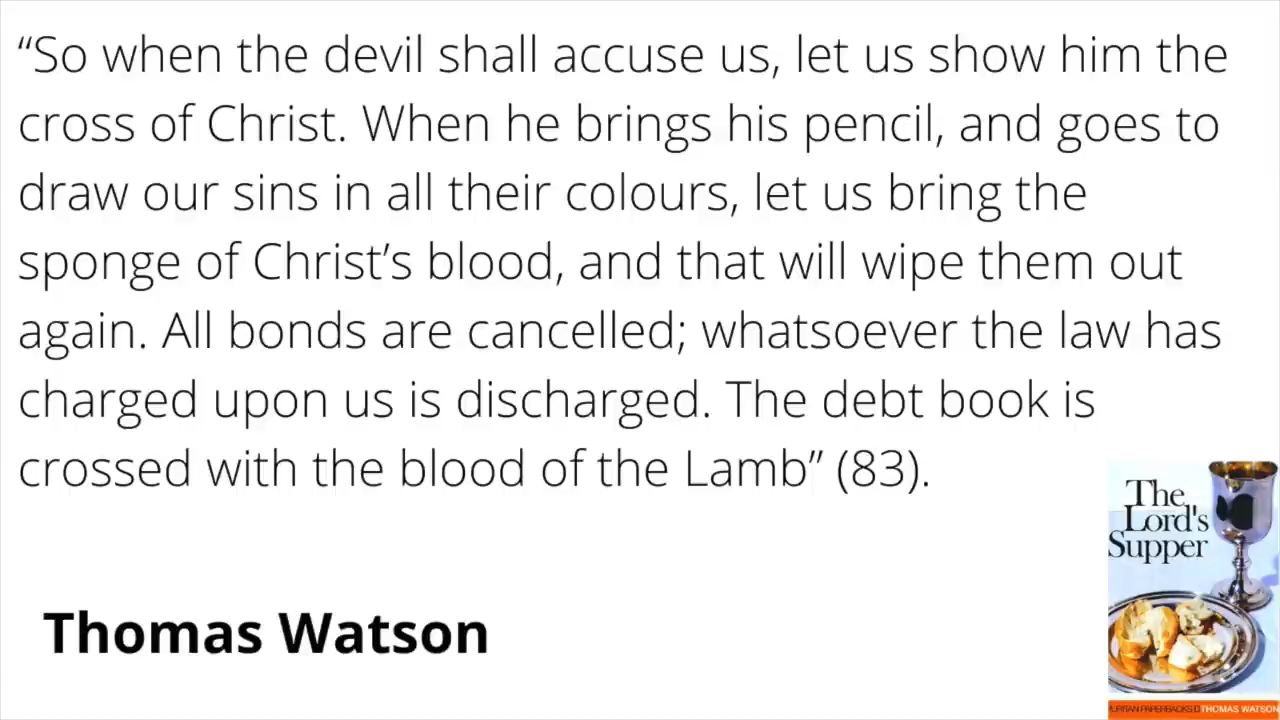 “So when the devil shall accuse us, let us show him the
cross of Christ. When he brings his pencil, and goes to
draw our sins in all their colours, let us bring the
sponge of Christ’s blood, and that will wipe them out
again. All bonds are cancelled; whatsoever the law has
charged upon us is discharged. The debt book is
crossed with the blood of the Lamb” (83).
Thomas Watson
The
Lord's
Supper
PURITAN PAPERBACKS THOMAS WATSON